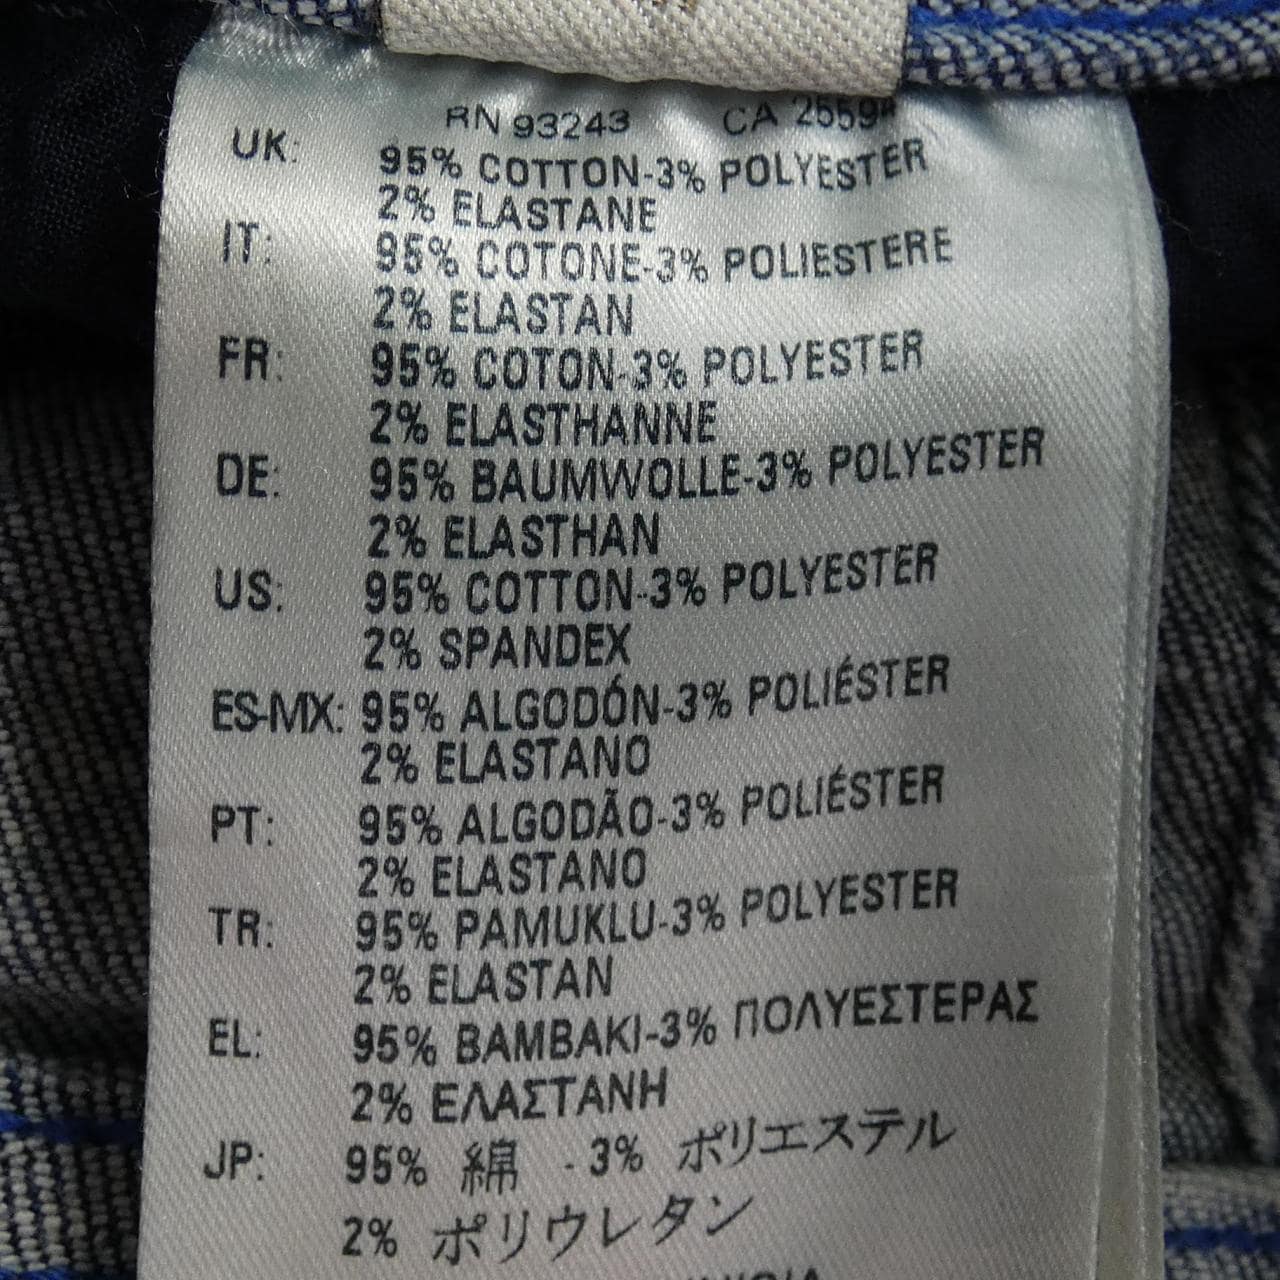 RN 93243 CA 25594
UK: 95% COTTON-3% POLYESTER
2% ELASTANE
IT: 95% COTONE-3% POLIESTERE
2% ELASTAN
FR: 95% COTON-3% POLYESTER
2% ELASTHANNE
DE: 95% BAUMWOLLE-3% POLYESTER
2% ELASTHAN
US: 95% COTTON-3% POLYESTER
2% SPANDEX
ES-MX: 95% ALGODÓN-3% POLIÉSTER
2% ELASTANO
PT: 95% ALGODÃO-3% POLIÉSTER
2% ELASTANO
TR: 95% PAMUKLU-3% POLYESTER
2% ELASTAN
EL: 95% ΒΑΜΒΑΚΙ-3% ΠΟΛΥΕΣΤΕΡΑΣ
2% ΕΛΑΣΤΑΝΗ
JP: 95% 綿 - 3% ポリエステル
2% ポリウレタン